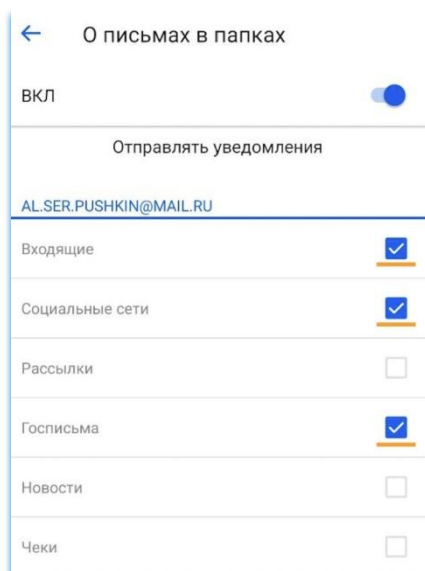 О письмах в папках
ВКЛ
Отправлять уведомления
AL.SER.PUSHKIN@MAIL.RU
Входящие
Социальные сети
Рассылки
Госписьма
Новости
Чеки